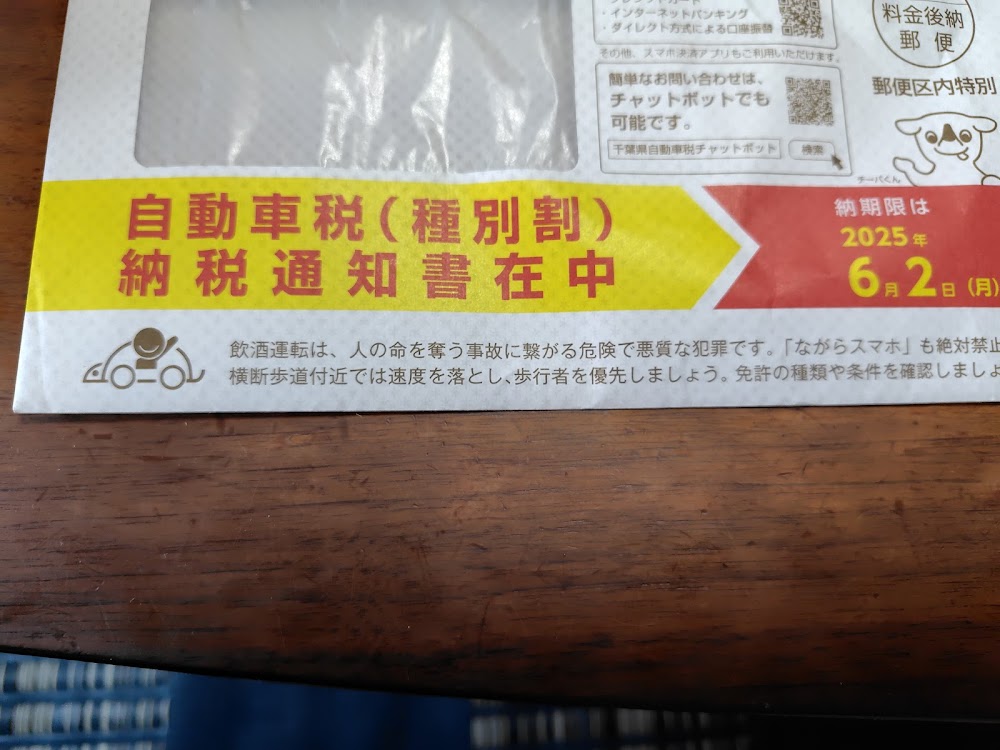 ・インターネットバンキング
・ダイレクト方式による口座振替
その他、スマホ決済アプリもご利用いただけます。
簡単なお問い合わせは、
チャットボットでも
可能です。
千葉県自動車税チャットボット 検索
料金後納
郵便
郵便区内特別
チーバくん
自動車税(種別割)
納税通知書在中
納期限は
2025年
6月2日(月)
飲酒運転は、人の命を奪う事故に繋がる危険で悪質な犯罪です。「ながらスマホ」も絶対禁止
横断歩道付近では速度を落とし、歩行者を優先しましょう。免許の種類や条件を確認しましょ